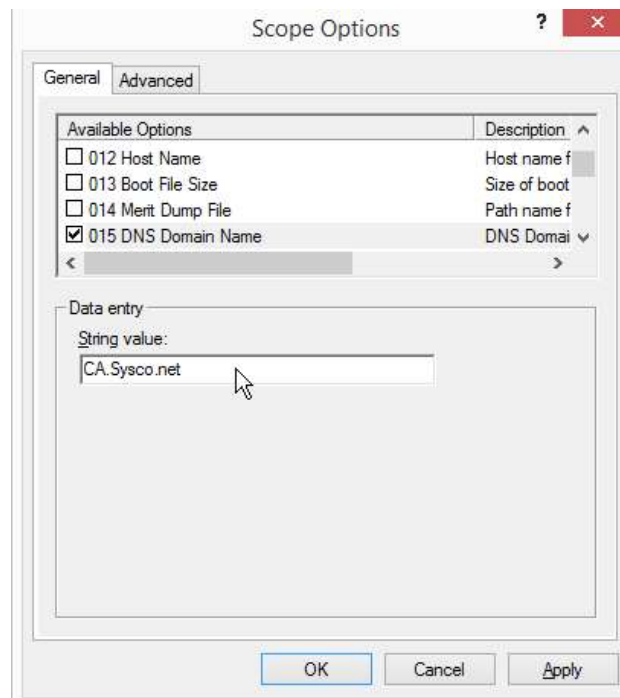 Scope Options
?
General Advanced
Available Options Description
012 Host Name Host name f
013 Boot File Size Size of boot
014 Merit Dump File Path name f
015 DNS Domain Name DNS Domai
Data entry
String value:
CA.Sysco.net
OK Cancel Apply